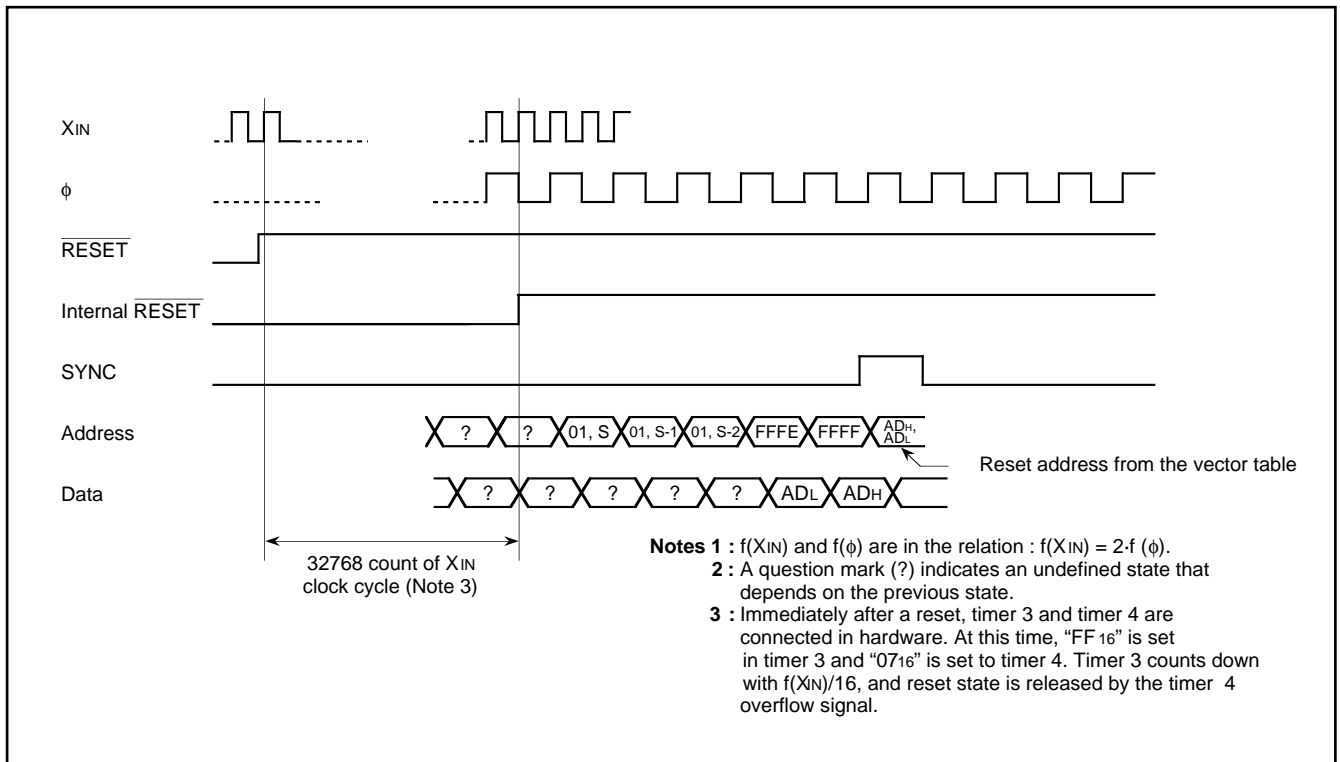 XIN
ϕ
RESET
Internal RESET
SYNC
Address
? ? 01, S 01, S-1 01, S-2 FFFE FFFF ADH,
ADL
Reset address from the vector table
Data
? ? ? ? ? ADL ADH
32768 count of XIN
clock cycle (Note 3)
Notes 1 : f(XIN) and f(ϕ) are in the relation : f(XIN) = 2·f (ϕ).
2 : A question mark (?) indicates an undefined state that
depends on the previous state.
3 : Immediately after a reset, timer 3 and timer 4 are
connected in hardware. At this time, “FF16” is set
in timer 3 and “0716” is set to timer 4. Timer 3 counts down
with f(XIN)/16, and reset state is released by the timer 4
overflow signal.